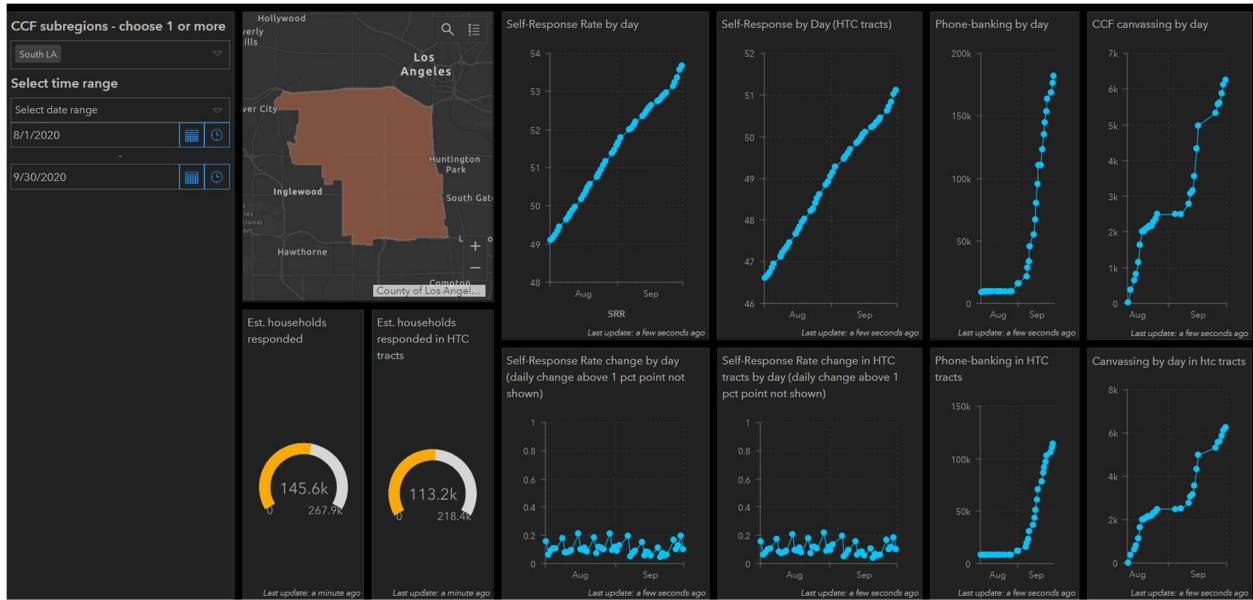 CCF subregions - choose 1 or more
South LA
Select time range
Select date range
8/1/2020
-
9/30/2020
Hollywood
Los
Angeles
Huntington
Park
Inglewood
South Gat
Hawthorne
Compton
+
−
County of Los Angel...
Est. households
responded
145.6k
0
267.9k
Last update: a minute ago
Est. households
responded in HTC
tracts
113.2k
0
218.4k
Last update: a minute ago
Self-Response Rate by day
54
53
52
51
50
49
48
Aug
Sep
SRR
Last update: a few seconds ago
Self-Response by Day (HTC tracts)
52
51
50
49
48
47
46
Aug
Sep
Last update: a few seconds ago
Phone-banking by day
200k
150k
100k
50k
0
Aug
Sep
Last update: a few seconds ago
CCF canvassing by day
7k
6k
5k
4k
3k
2k
1k
0
Aug
Sep
Last update: a few seconds ago
Self-Response Rate change by day
(daily change above 1 pct point not
shown)
1
0.8
0.6
0.4
0.2
0
Aug
Sep
Last update: a few seconds ago
Self-Response Rate change in HTC
tracts by day (daily change above 1
pct point not shown)
1
0.8
0.6
0.4
0.2
0
Aug
Sep
Last update: a few seconds ago
Phone-banking in HTC
tracts
150k
100k
50k
0
Aug
Sep
Last update: a few seconds ago
Canvassing by day in htc tracts
8k
6k
4k
2k
0
Aug
Sep
Last update: a few seconds ago